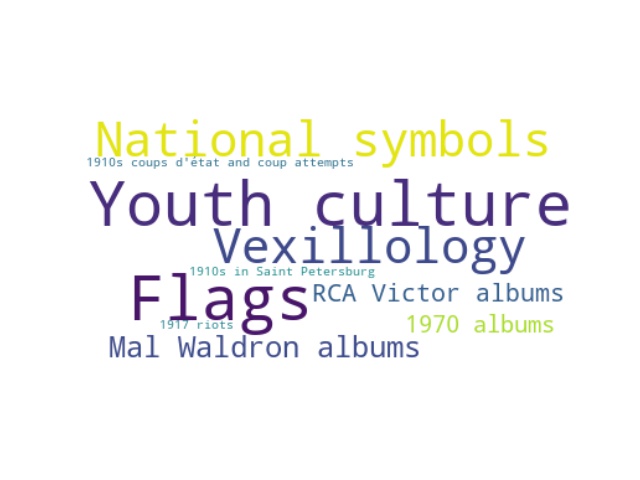 National symbols
1910s coups d'état and coup attempts
Youth culture
Vexillology
1910s in Saint Petersburg
Flags
RCA Victor albums
1917 riots
1970 albums
Mal Waldron albums